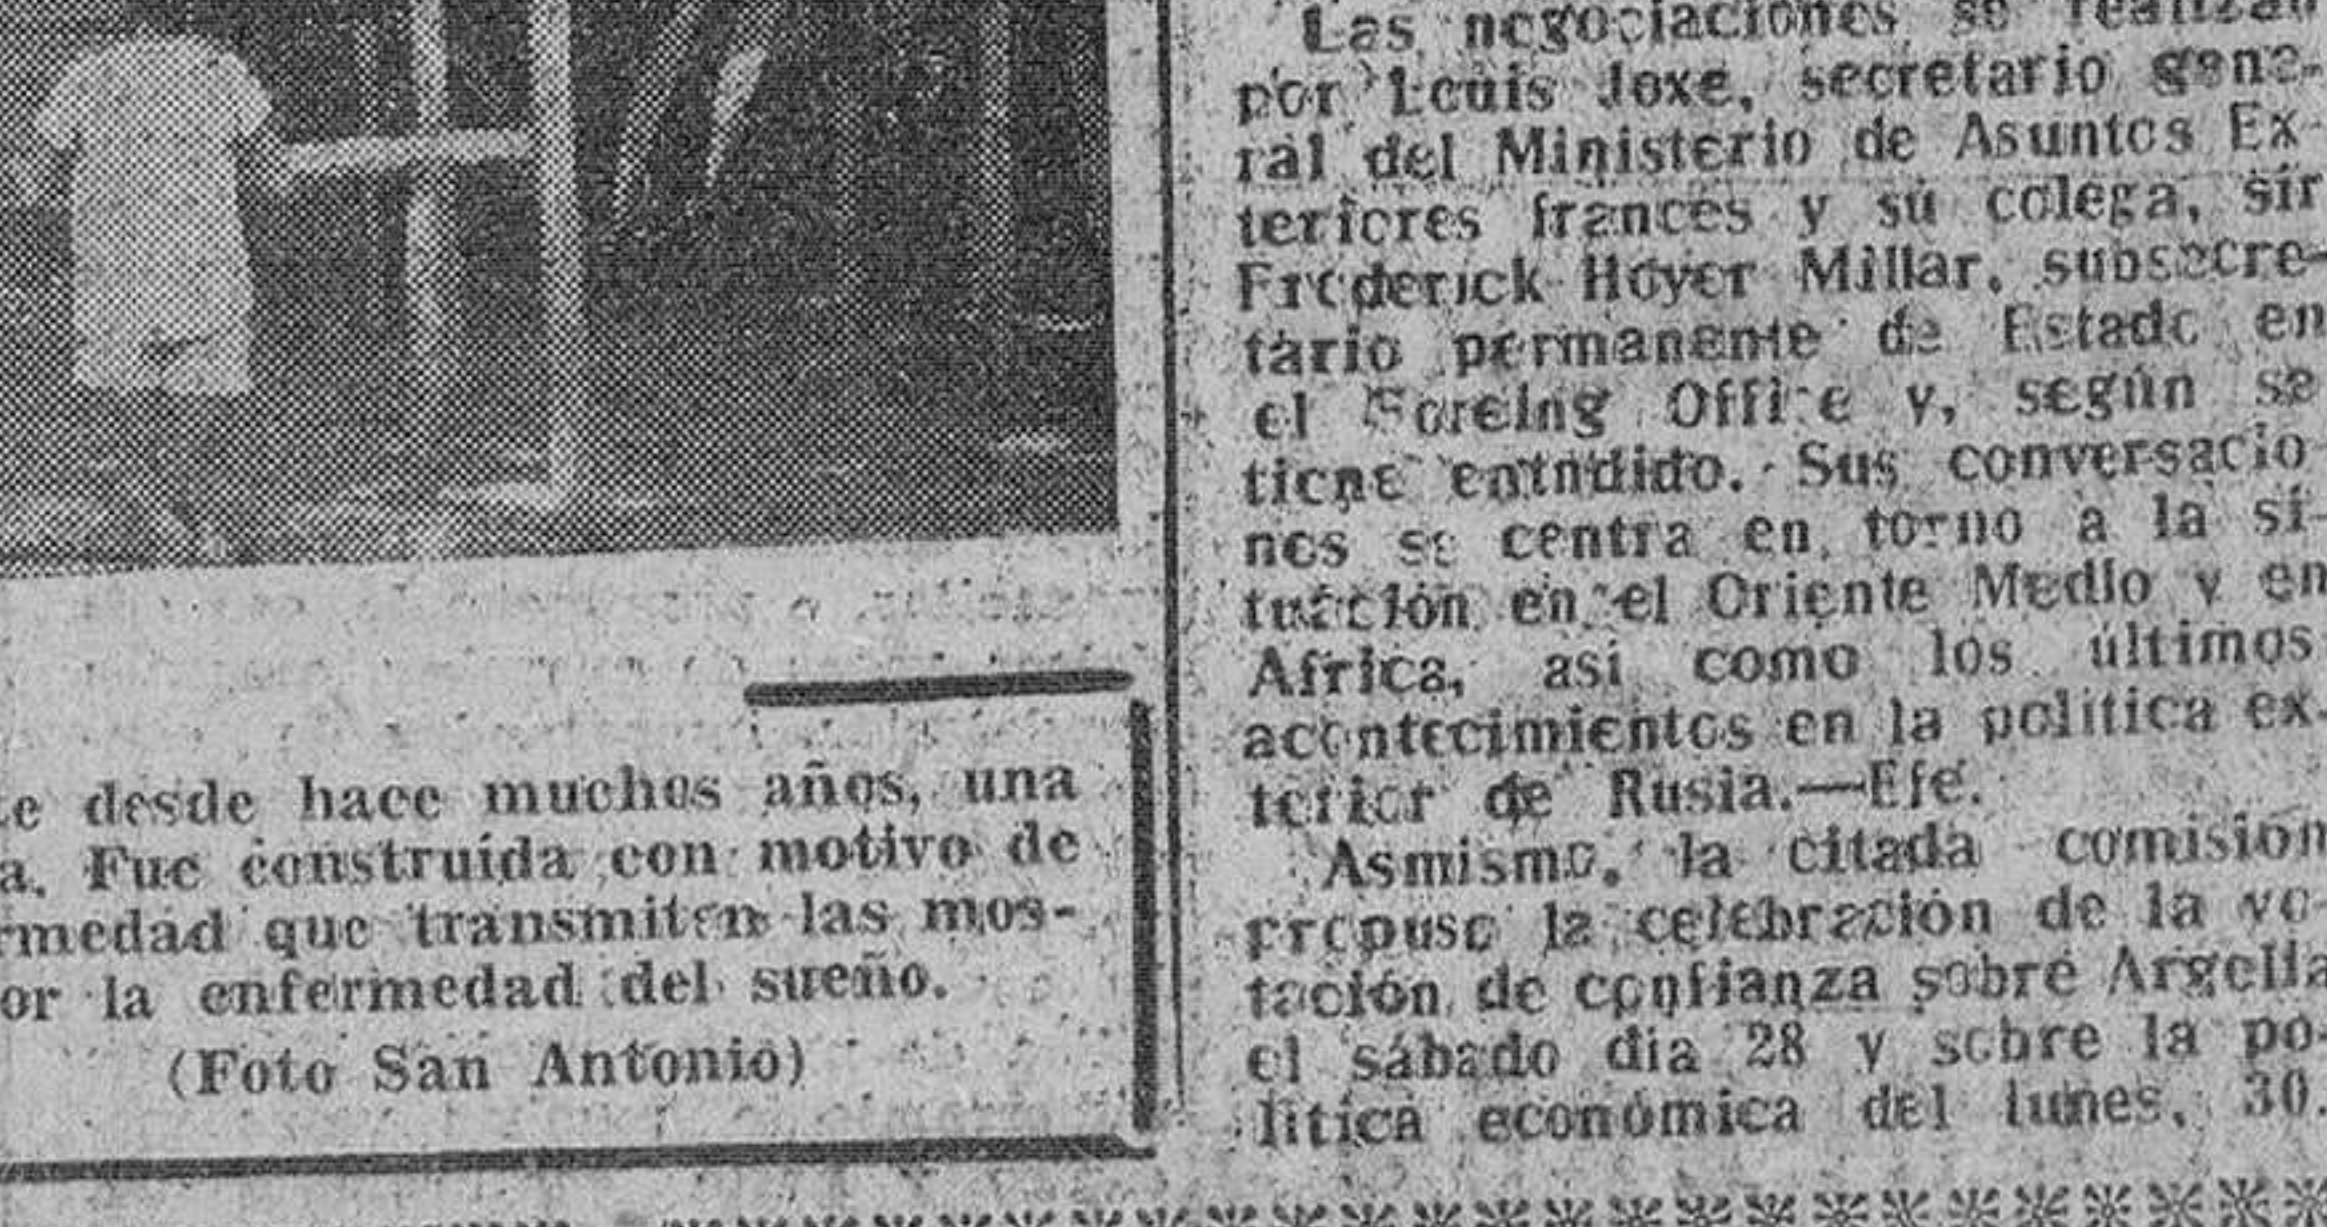 .e desde hace muchos años, una
a. Fue construída con motivo de
rmedad que transmiten las mos-
or la enfermedad del sueño.
(Foto San Antonio)
Las negociaciones se realizan
por Louis Joxe, secretario gene-
ral del Ministerio de Asuntos Ex-
teriores francés y su colega, sir
Frederick Hoyer Millar, subsecre-
tario permanente de Estado en
el Foreing Office y, según se
tiene entndido. Sus conversacio
nes se centra en torno a la si-
tuación en el Oriente Medio y en
Africa, así como los últimos
acontecimientos en la política ex-
terior de Rusia.—Efe.
Asmismo, la citada comisión
propuso la celebración de la vo-
tación de confianza sobre Argelia
el sábado día 28 y sobre la po-
lítica económica del lunes, 30.